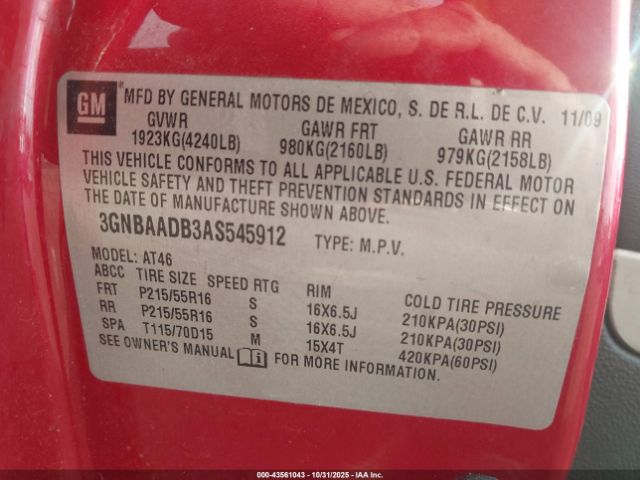 GM MFD BY GENERAL MOTORS DE MEXICO, S. DE R.L. DE C.V. 11/09
GVWR GAWR FRT GAWR RR
1923KG(4240LB) 980KG(2160LB) 979KG(2158LB)
THIS VEHICLE CONFORMS TO ALL APPLICABLE U.S. FEDERAL MOTOR
VEHICLE SAFETY AND THEFT PREVENTION STANDARDS IN EFFECT ON
THE DATE OF MANUFACTURE SHOWN ABOVE.
3GNBAADB3AS545912 TYPE: M.P.V.
MODEL: AT46
ABCC TIRE SIZE SPEED RTG RIM COLD TIRE PRESSURE
FRT P215/55R16 S 16X6.5J 210KPA(30PSI)
RR P215/55R16 S 16X6.5J 210KPA(30PSI)
SPA T115/70D15 M 15X4T 420KPA(60PSI)
SEE OWNER'S MANUAL FOR MORE INFORMATION.
000-43561043 - 10/31/2025 - IAAI.COM